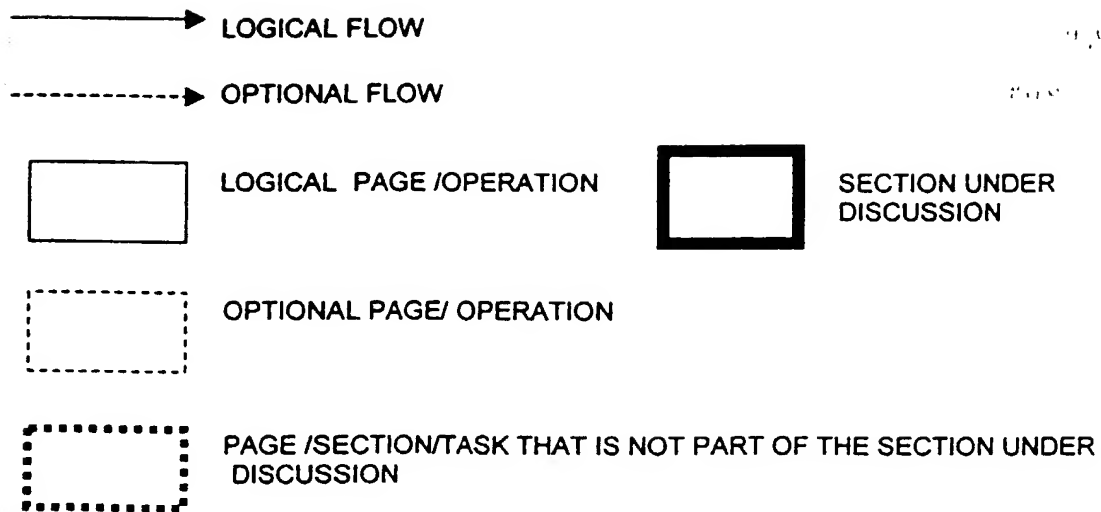 LOGICAL FLOW
OPTIONAL FLOW
LOGICAL PAGE /OPERATION
SECTION UNDER
DISCUSSION
OPTIONAL PAGE/ OPERATION
PAGE /SECTION/TASK THAT IS NOT PART OF THE SECTION UNDER
DISCUSSION